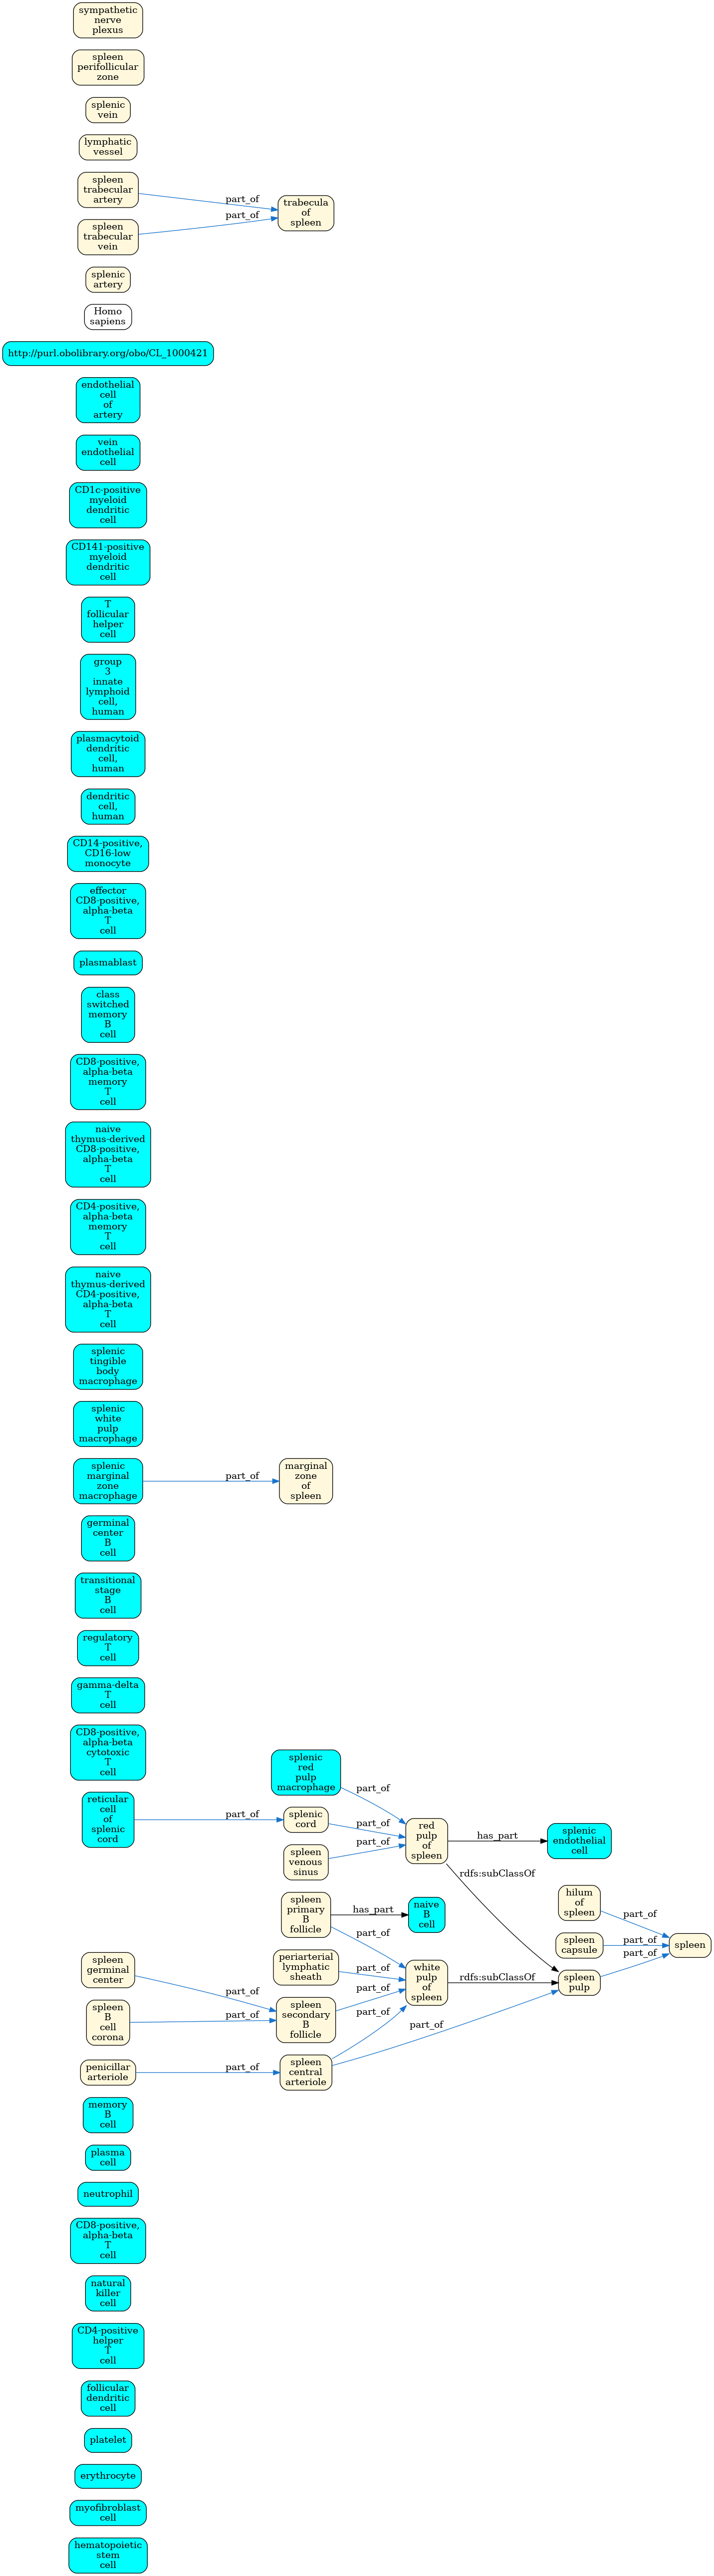 sympathetic
nerve
plexus
spleen
perifollicular
zone
splenic
vein
lymphatic
vessel
spleen
trabecular
artery
part_of
trabecula
of
spleen
part_of
spleen
trabecular
vein
splenic
artery
Homo
sapiens
http://purl.obolibrary.org/obo/CL_1000421
endothelial
cell
of
artery
vein
endothelial
cell
CD1c-positive
myeloid
dendritic
cell
CD141-positive
myeloid
dendritic
cell
T
follicular
helper
cell
group
3
innate
lymphoid
cell,
human
plasmacytoid
dendritic
cell,
human
dendritic
cell,
human
CD14-positive,
CD16-low
monocyte
effector
CD8-positive,
alpha-beta
T
cell
plasmablast
class
switched
memory
B
cell
CD8-positive,
alpha-beta
memory
T
cell
naive
thymus-derived
CD8-positive,
alpha-beta
T
cell
CD4-positive,
alpha-beta
memory
T
cell
naive
thymus-derived
CD4-positive,
alpha-beta
T
cell
splenic
tingible
body
macrophage
splenic
white
pulp
macrophage
splenic
marginal
zone
macrophage
part_of
marginal
zone
of
spleen
germinal
center
B
cell
transitional
stage
B
cell
regulatory
T
cell
gamma-delta
T
cell
CD8-positive,
alpha-beta
cytotoxic
T
cell
splenic
red
pulp
macrophage
part_of
reticular
cell
of
splenic
cord
part_of
splenic
cord
part_of
red
pulp
of
spleen
has_part
splenic
endothelial
cell
spleen
venous
sinus
part_of
rdfs:subClassOf
hilum
of
spleen
part_of
spleen
primary
B
follicle
has_part
naive
B
cell
part_of
spleen
capsule
part_of
spleen
part_of
spleen
germinal
center
periarterial
lymphatic
sheath
part_of
white
pulp
of
spleen
rdfs:subClassOf
spleen
pulp
part_of
spleen
B
cell
corona
part_of
spleen
secondary
B
follicle
part_of
part_of
part_of
penicillar
arteriole
part_of
spleen
central
arteriole
memory
B
cell
plasma
cell
neutrophil
CD8-positive,
alpha-beta
T
cell
natural
killer
cell
CD4-positive
helper
T
cell
follicular
dendritic
cell
platelet
erythrocyte
myofibroblast
cell
hematopoietic
stem
cell